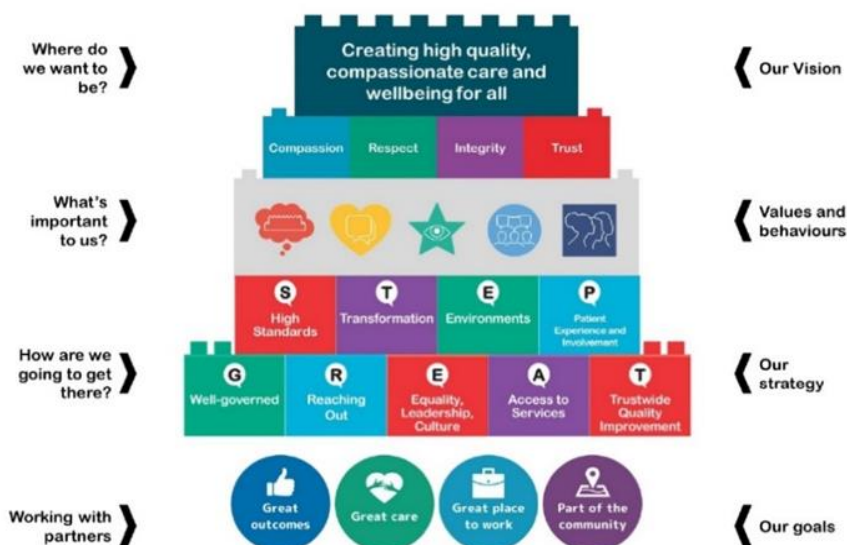 Where do
we want to
be?
Creating high quality,
compassionate care and
wellbeing for all
Our Vision
Compassion
Respect
Integrity
Trust
What's
important
to us?
Values and
behaviours
S
High
Standards
T
Transformation
E
Environments
P
Patient
Experience and
Involvement
How are we
going to get
there?
Our
strategy
G
Well-governed
R
Reaching
Out
E
Equality,
Leadership,
Culture
A
Access to
Services
T
Trustwide
Quality
Improvement
Working with
partners
Great
outcomes
Great care
Great place
to work
Part of the
community
Our goals